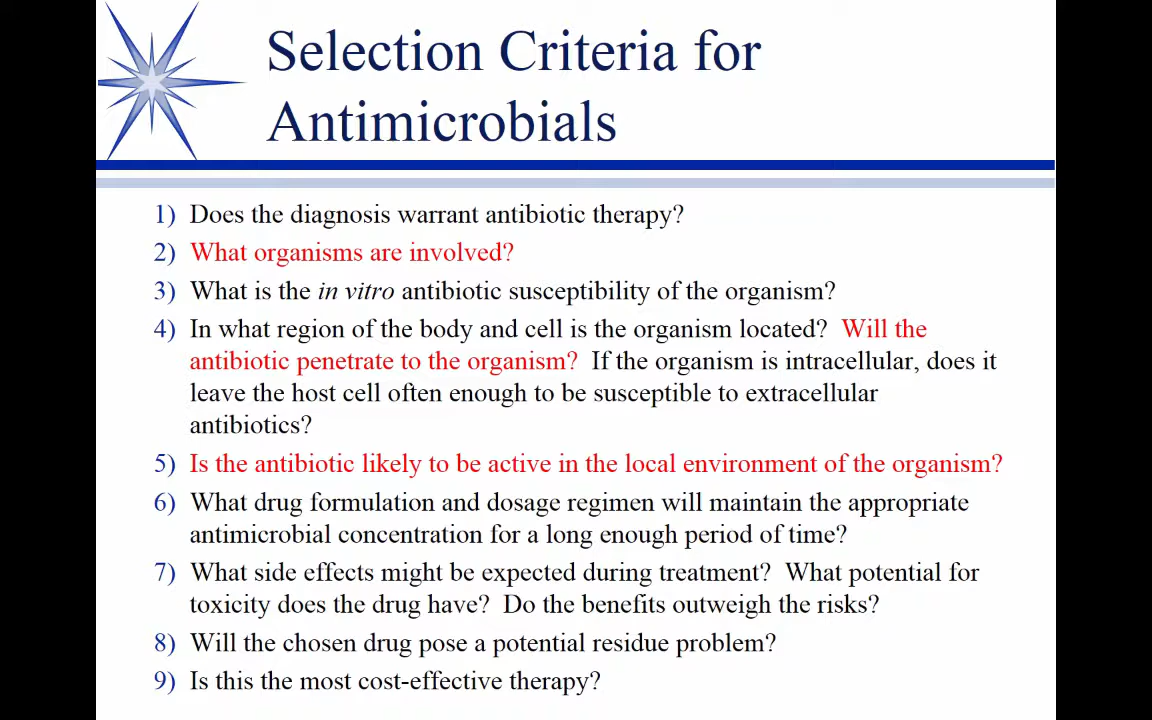 Selection Criteria for
Antimicrobials
1) Does the diagnosis warrant antibiotic therapy?
2) What organisms are involved?
3) What is the in vitro antibiotic susceptibility of the organism?
4) In what region of the body and cell is the organism located? Will the
antibiotic penetrate to the organism? If the organism is intracellular, does it
leave the host cell often enough to be susceptible to extracellular
antibiotics?
5) Is the antibiotic likely to be active in the local environment of the organism?
6) What drug formulation and dosage regimen will maintain the appropriate
antimicrobial concentration for a long enough period of time?
7) What side effects might be expected during treatment? What potential for
toxicity does the drug have? Do the benefits outweigh the risks?
8) Will the chosen drug pose a potential residue problem?
9) Is this the most cost-effective therapy?